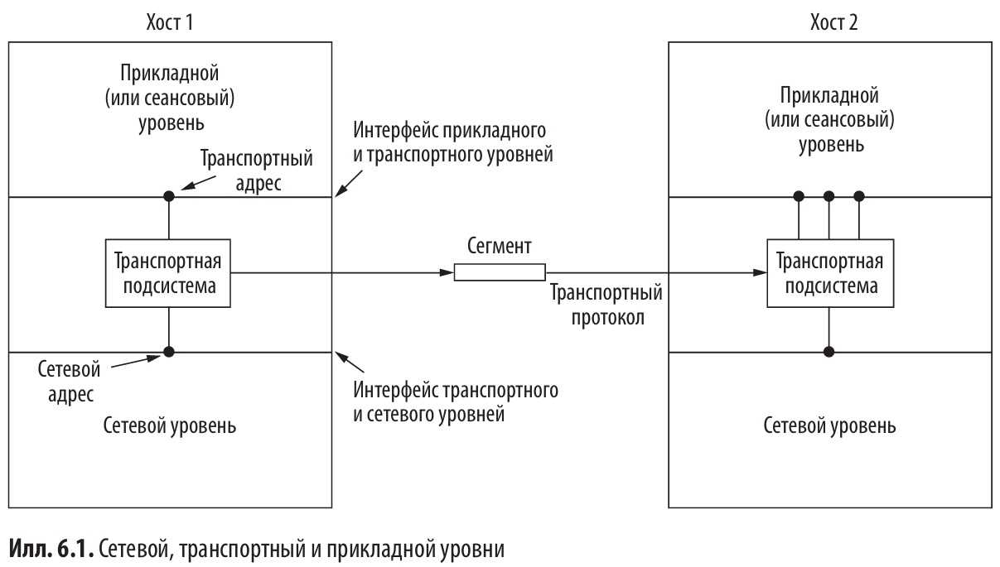 Хост 1
Хост 2
Прикладной
(или сеансовый)
уровень
Транспортный
адрес
Интерфейс прикладного
и транспортного уровней
Прикладной
(или сеансовый)
уровень
Транспортная
подсистема
Сегмент
Транспортный
протокол
Транспортная
подсистема
Сетевой
адрес
Интерфейс транспортного
и сетевого уровней
Сетевой уровень
Сетевой уровень
Илл. 6.1. Сетевой, транспортный и прикладной уровни